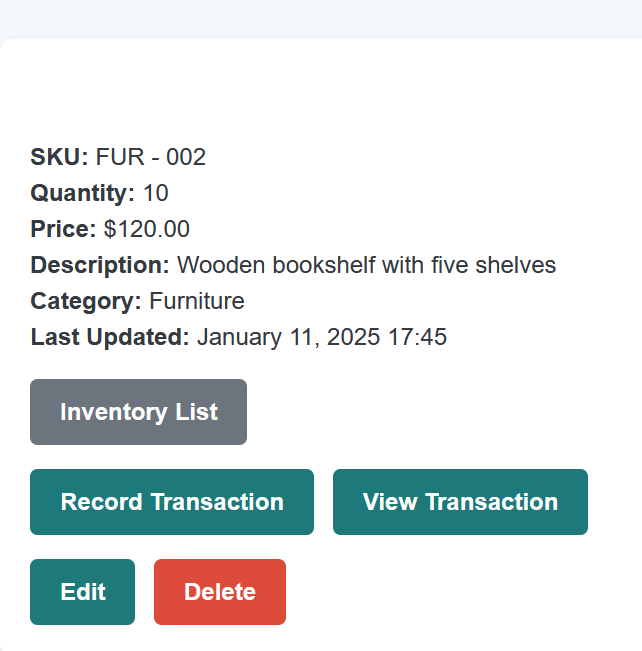 SKU: FUR - 002
Quantity: 10
Price: $120.00
Description: Wooden bookshelf with five shelves
Category: Furniture
Last Updated: January 11, 2025 17:45
Inventory List
Record Transaction View Transaction
Edit Delete